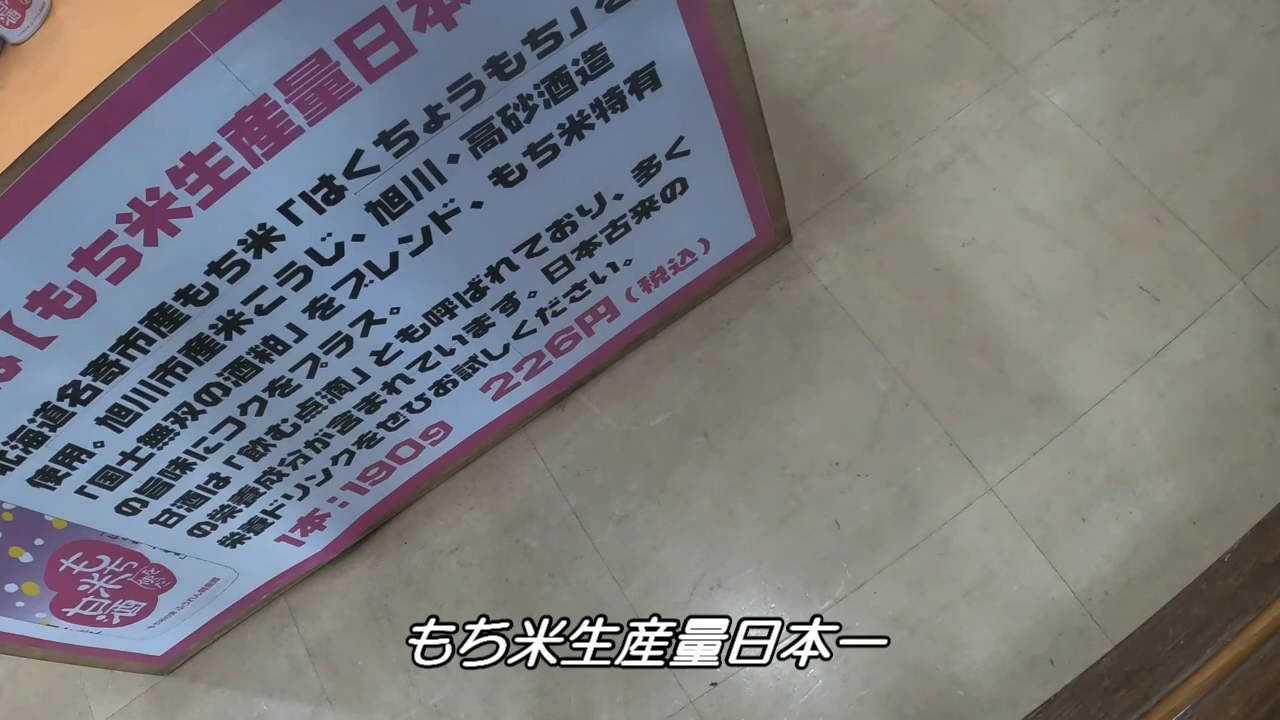 【もち米生産量日本
北海道名寄市産もち米「はくちょうもち」を
使用。旭川市産米こうじ、旭川・高砂酒造
「国士無双の酒粕」をブレンド、もち米特有
の旨味にコクをプラス。
甘酒は「飲む点滴」とも呼ばれており、多く
の栄養成分が含まれています。日本古来の
栄養ドリンクをぜひお試しください。
1本:190g 226円(税込)
もち米
甘酒
もち米生産量日本一